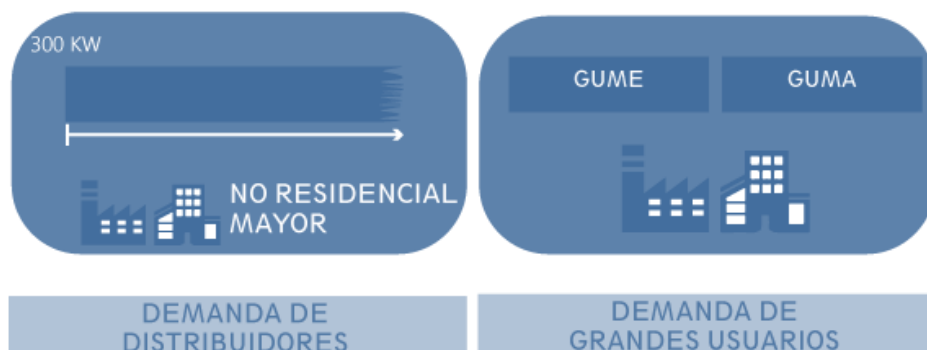 300 KW
NO RESIDENCIAL
MAYOR
GUME
GUMA
DEMANDA DE
DISTRIBUIDORES
DEMANDA DE
GRANDES USUARIOS